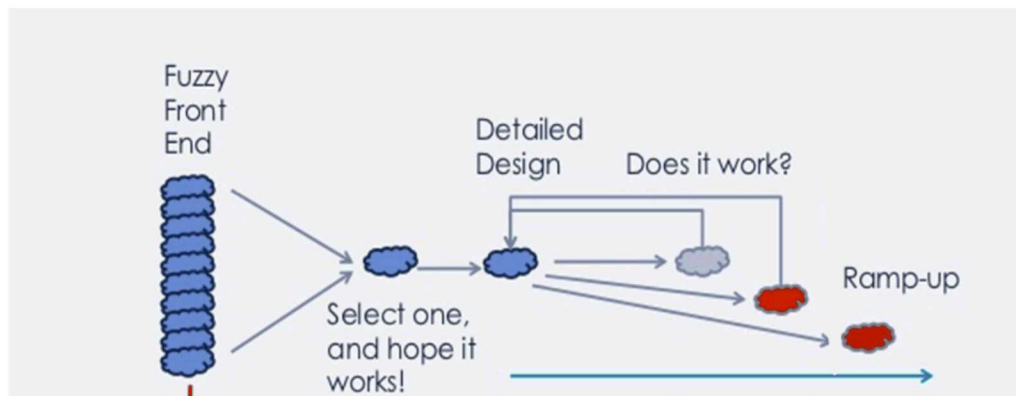 Fuzzy
Front
End
Detailed
Design
Does it work?
Ramp-up
Select one,
and hope it
works!